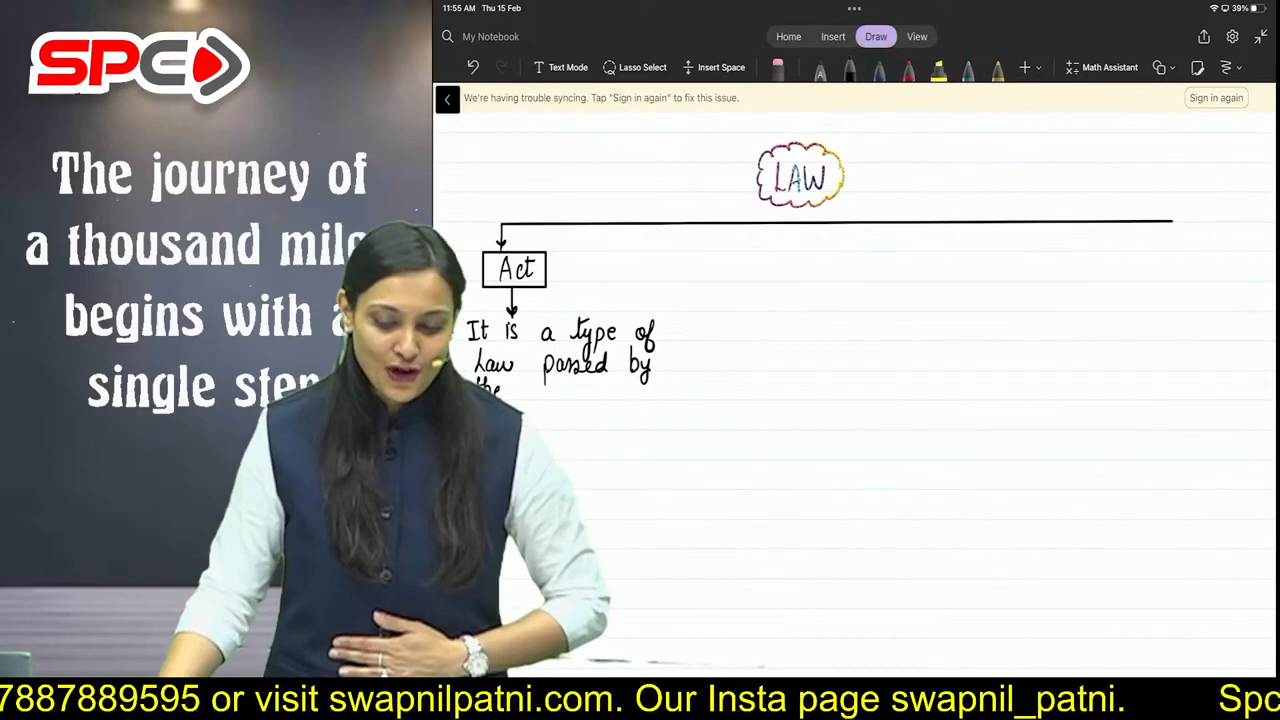 SPC
The journey of
a thousand mile
begins with a
single step
11:55 AM Thu 15 Feb
39%
My Notebook
Home Insert Draw View
Text Mode Lasso Select Insert Space Math Assistant
We're having trouble syncing. Tap "Sign in again" to fix this issue. Sign in again
LAW
Act
It is a type of
Law passed by
the
7887889595 or visit swapnilpatni.com. Our Insta page swapnil_patni. Spo